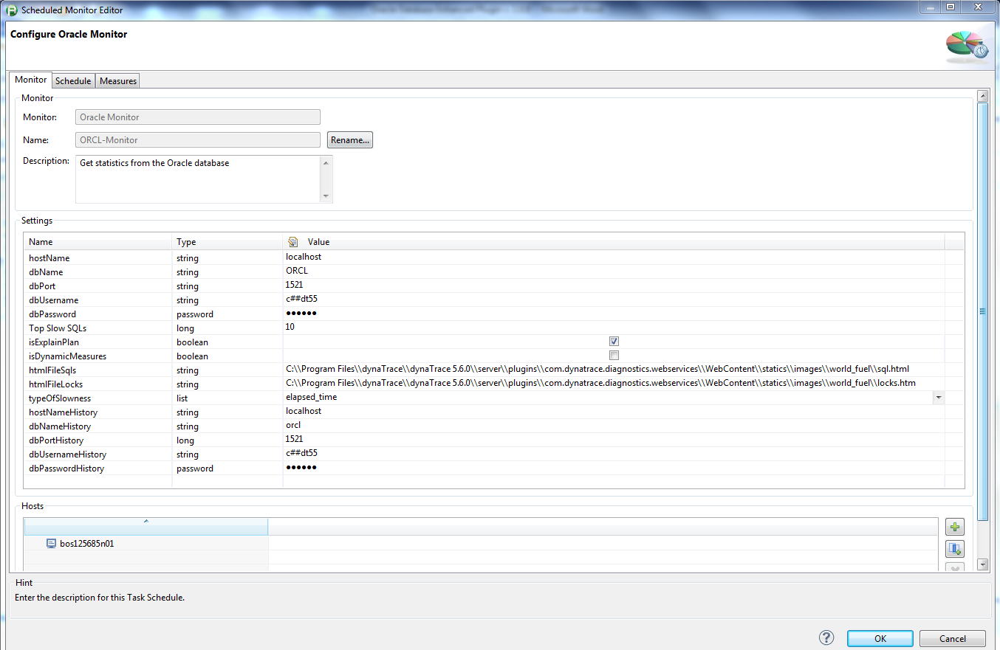 Scheduled Monitor Editor
Configure Oracle Monitor
Monitor Schedule Measures
Monitor
Monitor: Oracle Monitor
Name: ORCL-Monitor Rename...
Description: Get statistics from the Oracle database
Settings
Name Type Value
hostName string localhost
dbName string ORCL
dbPort string 1521
dbUsername string c##dt55
dbPassword password ●●●●●●
Top Slow SQLs long 10
isExplainPlan boolean
isDynamicMeasures boolean
htmlFileSqls string C:\\Program Files\\dynaTrace\\dynaTrace 5.6.0\\server\\plugins\\com.dynatrace.diagnostics.webservices\\WebContent\\statics\\images\\world_fuel\\sql.html
htmlFileLocks string C:\\Program Files\\dynaTrace\\dynaTrace 5.6.0\\server\\plugins\\com.dynatrace.diagnostics.webservices\\WebContent\\statics\\images\\world_fuel\\locks.htm
typeOfSlowness list elapsed_time
hostNameHistory string localhost
dbNameHistory string orcl
dbPortHistory long 1521
dbUsernameHistory string c##dt55
dbPasswordHistory password ●●●●●●
Hosts
bos125685n01
Hint
Enter the description for this Task Schedule.
? OK Cancel